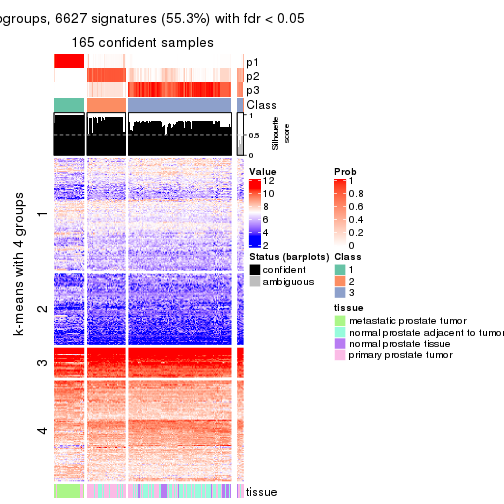 ogroups, 6627 signatures (55.3%) with fdr < 0.05
165 confident samples
p1
p2
p3
Class
1
0.5
0
Silhouette
score
k-means with 4 groups
1
2
3
4
Value
12
10
8
6
4
2
Prob
1
0.8
0.6
0.4
0.2
0
Status (barplots)
confident
ambiguous
Class
1
2
3
tissue
metastatic prostate tumor
normal prostate adjacent to tumor
normal prostate tissue
primary prostate tumor
tissue